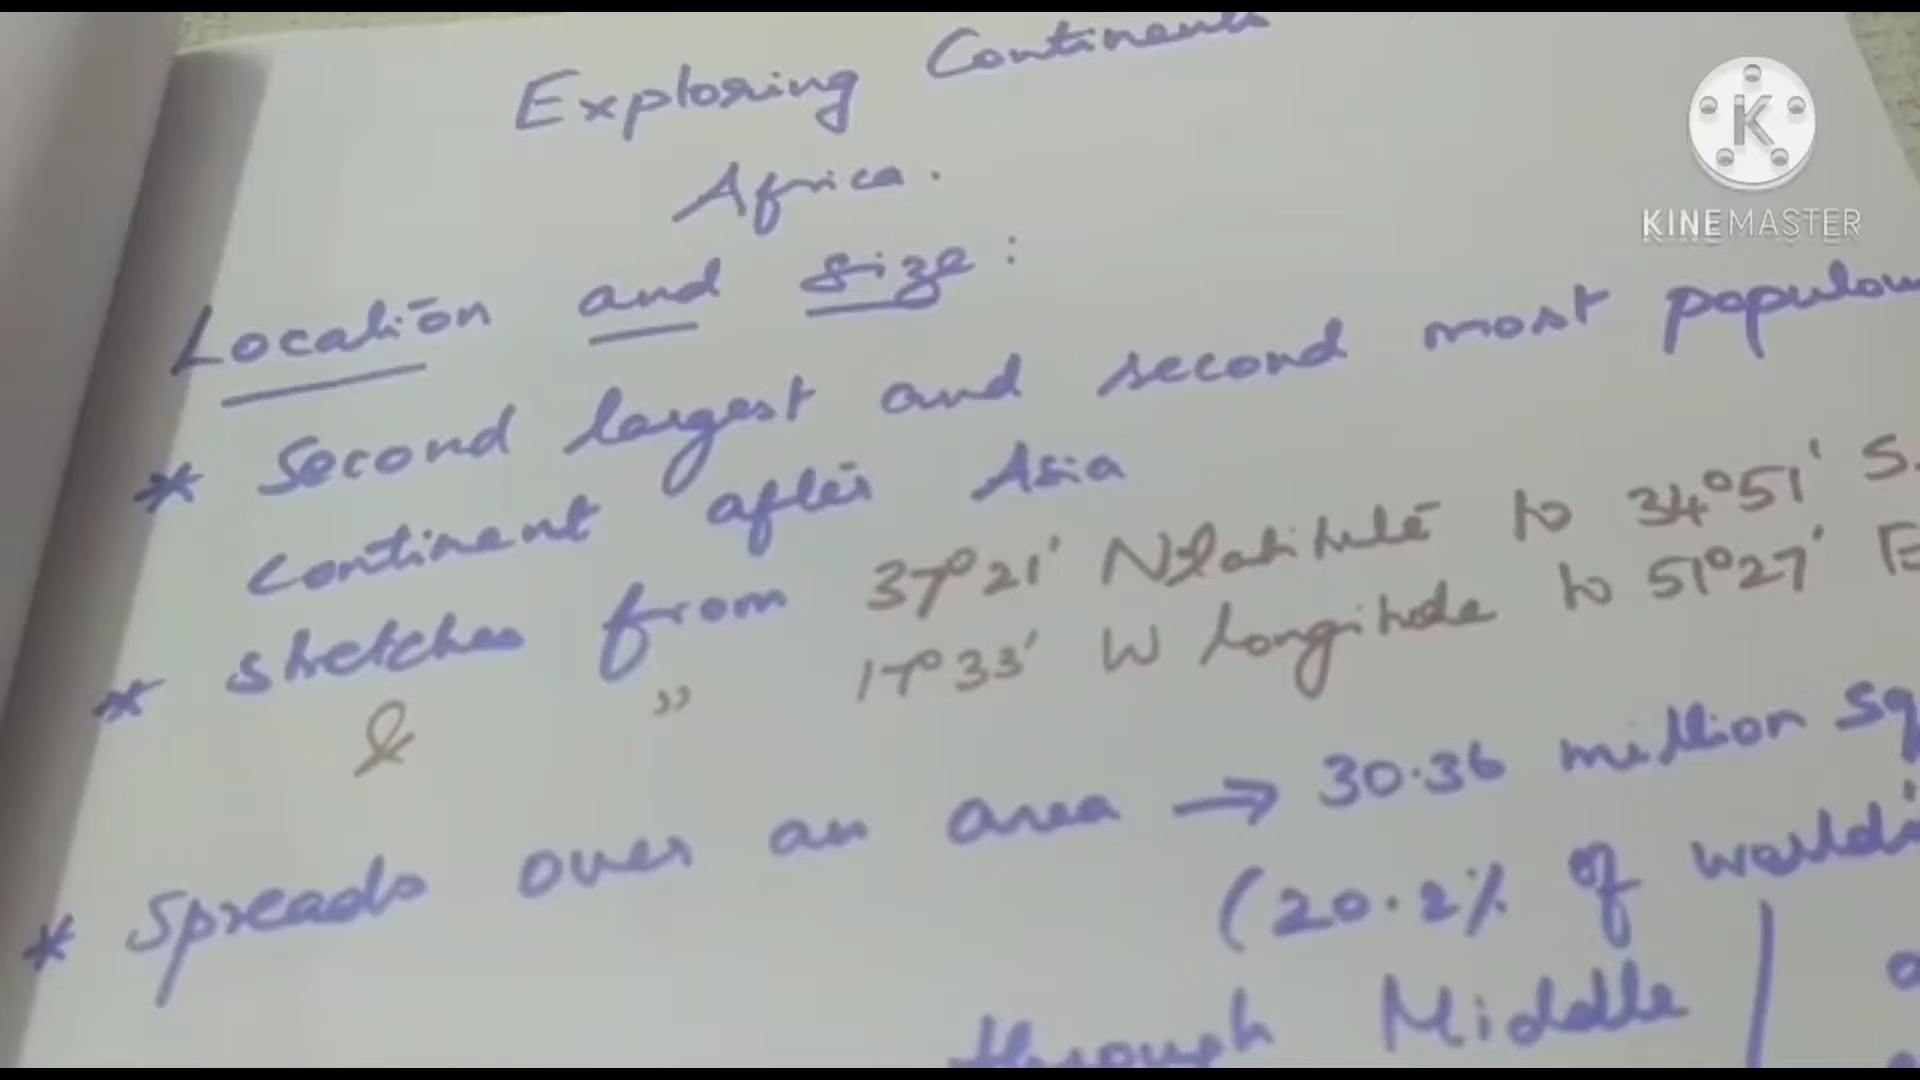 Exploring Continents
Africa.
Location and size:
* Second largest and second most populous
continent after Asia
* stretches from 37°21' N latitude to 34°51' S.
& " 17°33' W longitude to 51°27' E
* Spreads over an area → 30.36 million sq
(20.2% of world's
through Middle
K
KINEMASTER